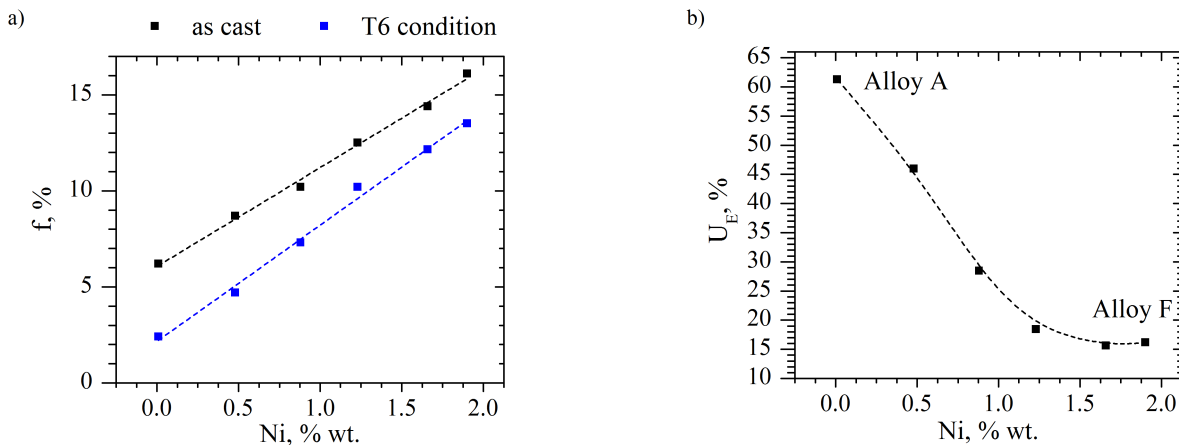 a)
as cast
T6 condition
f, %
15
10
5
0
0.0 0.5 1.0 1.5 2.0
Ni, % wt.
b)
U_E, %
65
60
55
50
45
40
35
30
25
20
15
10
Alloy A
Alloy F
0.0 0.5 1.0 1.5 2.0
Ni, % wt.